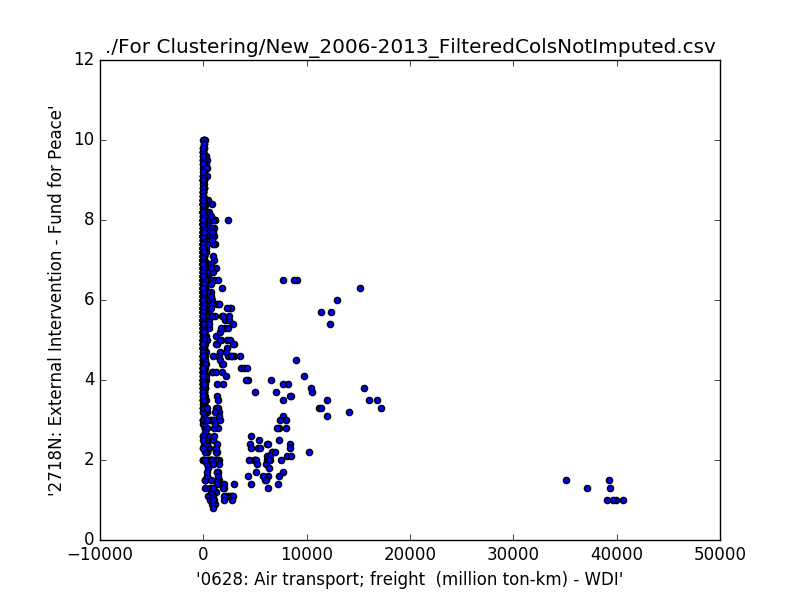 ./For Clustering/New_2006-2013_FilteredColsNotImputed.csv
12
10
8
6
4
2
0
'2718N: External Intervention - Fund for Peace'
−10000 0 10000 20000 30000 40000 50000
'0628: Air transport; freight  (million ton-km) - WDI'